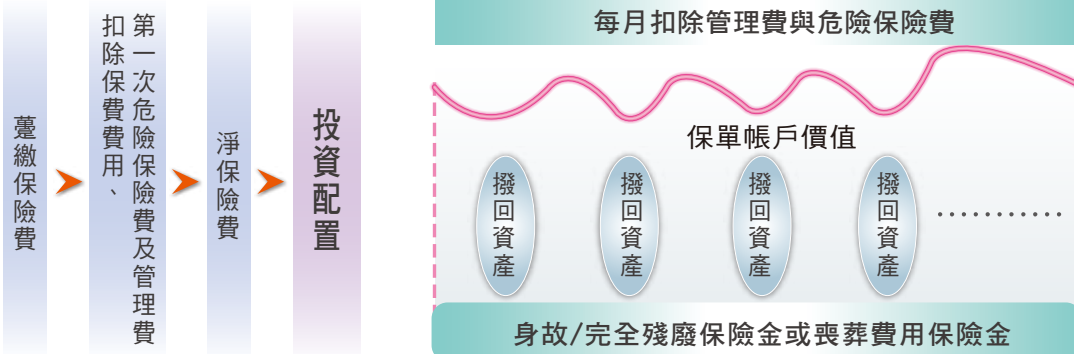 躉繳保險費
扣除保費費用、
第一次危險保險費及管理費
淨保險費
投資配置
每月扣除管理費與危險保險費
保單帳戶價值
撥回資產
撥回資產
撥回資產
撥回資產
身故/完全殘廢保險金或喪葬費用保險金